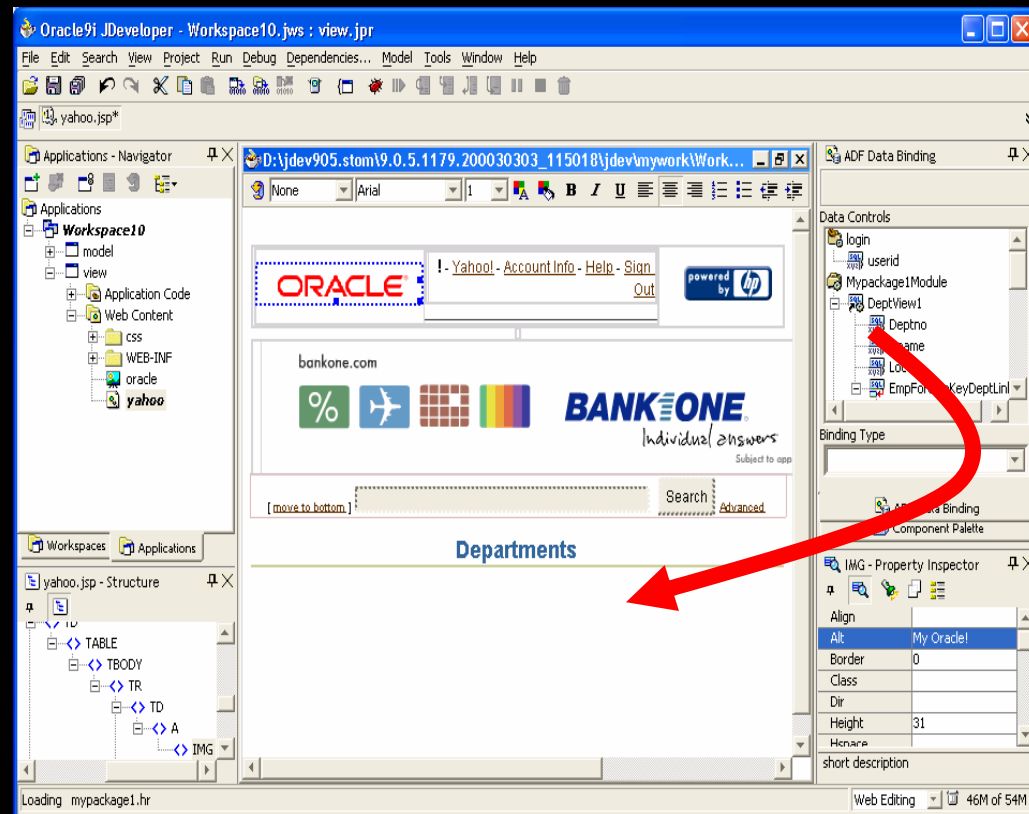 Oracle9i JDeveloper - Workspace10.jws : view.jpr
File Edit Search View Project Run Debug Dependencies... Model Tools Window Help
yahoo.jsp*
Applications - Navigator
Applications
Workspace10
model
view
Application Code
Web Content
css
WEB-INF
oracle
yahoo
Workspaces
Applications
yahoo.jsp - Structure
TD
TABLE
TBODY
TR
TD
A
IMG
D:\jdev905.stom\9.0.5.1179.200030303_115018\jdev\mywork\Work...
None
Arial
1
B I U
ORACLE
! - Yahoo! - Account Info - Help - Sign
Out
powered
by hp
bankone.com
%
BANK ONE
Individual answers
Subject to app
[ move to bottom ]
Search
Advanced
Departments
ADF Data Binding
Data Controls
login
userid
Mypackage1Module
DeptView1
Deptno
Binding Type
Data Binding
Component Palette
IMG - Property Inspector
Align
Alt My Oracle!
Border 0
Class
Dir
Height 31
Hspace
short description
Loading mypackage1.hr
Web Editing
46M of 54M